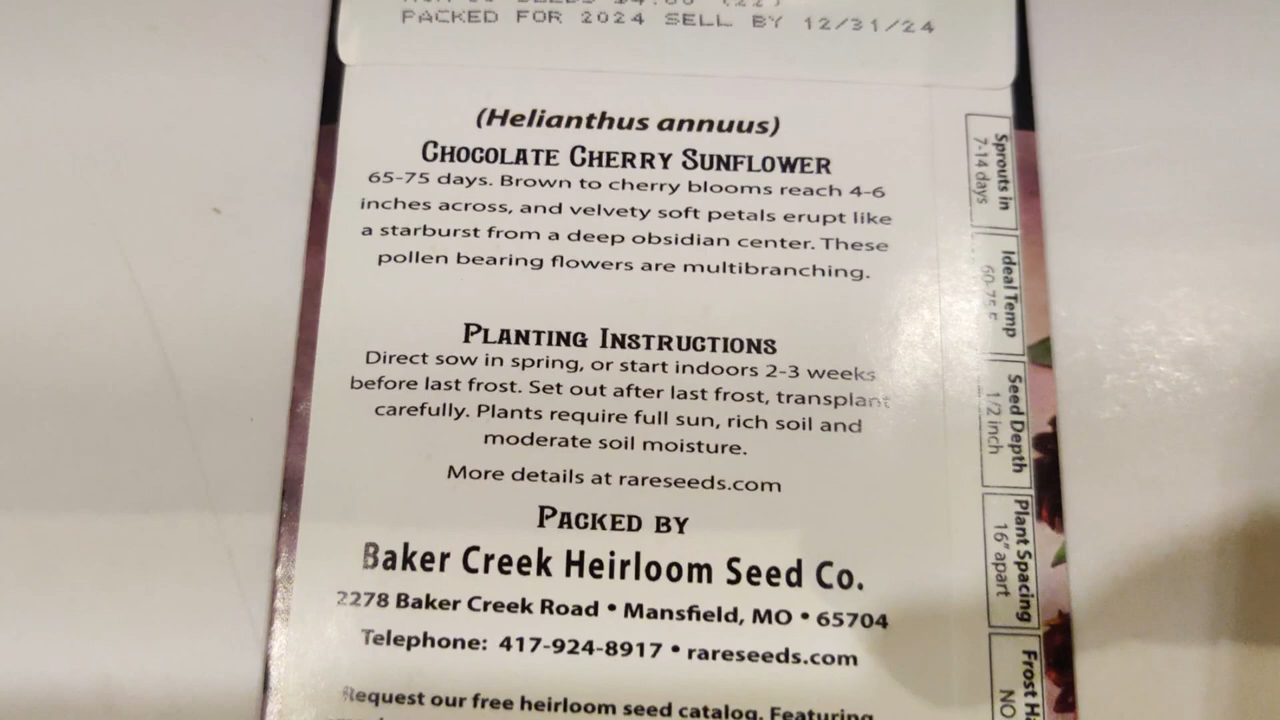 PACKED FOR 2024 SELL BY 12/31/24
(Helianthus annuus)
Chocolate Cherry Sunflower
65-75 days. Brown to cherry blooms reach 4-6
inches across, and velvety soft petals erupt like
a starburst from a deep obsidian center. These
pollen bearing flowers are multibranching.
Planting Instructions
Direct sow in spring, or start indoors 2-3 weeks
before last frost. Set out after last frost, transplant
carefully. Plants require full sun, rich soil and
moderate soil moisture.
More details at rareseeds.com
Packed by
Baker Creek Heirloom Seed Co.
2278 Baker Creek Road • Mansfield, MO • 65704
Telephone: 417-924-8917 • rareseeds.com
Request our free heirloom seed catalog. Featuring
Sprouts in
7-14 days
Ideal Temp
60-75 F
Seed Depth
1/2 inch
Plant Spacing
16" apart
Frost
NO